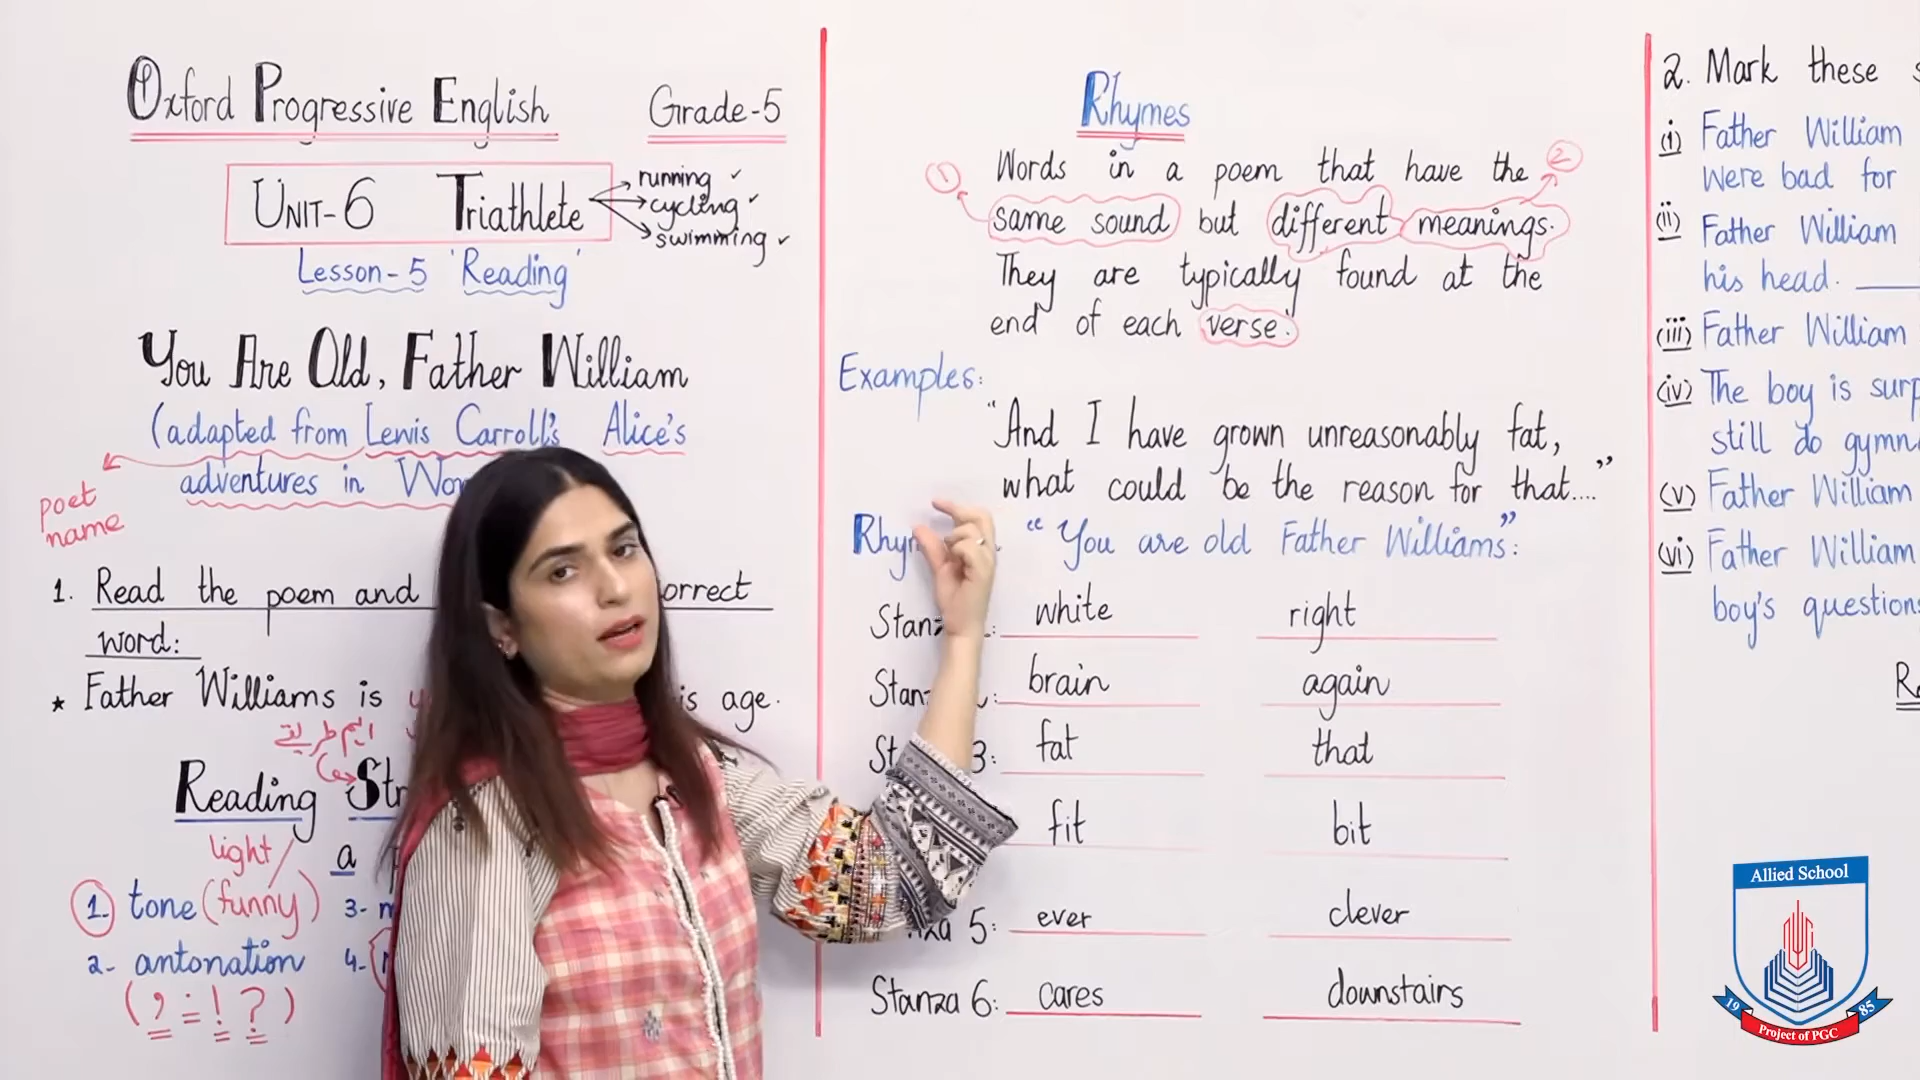 Oxford Progressive English Grade-5
UNIT-6 Triathlete
running
cycling
swimming
Lesson-5 'Reading'
You Are Old, Father William
(adapted from Lewis Carroll's Alice's
adventures in
poet
name
1. Read the poem and
word:
★ Father Williams is age.
Reading
light
1. tone (funny)
a
3-
2- antonation
4-
( , : ! ? )
Rhymes
Words in a poem that have the
1 2
same sound but different meanings.
They are typically found at the
end of each verse.
Examples:
"And I have grown unreasonably fat,
what could be the reason for that...."
"You are old Father Williams":
white right
brain again
3: fat that
fit bit
5: ever clever
Stanza 6: cares downstairs
2. Mark these
(i) Father William
were bad for
(ii) Father William
his head.
(iii) Father William
(iv) The boy is
still do
(v) Father William
(vi) Father William
boy's
Allied School
19 85
Project of PGC